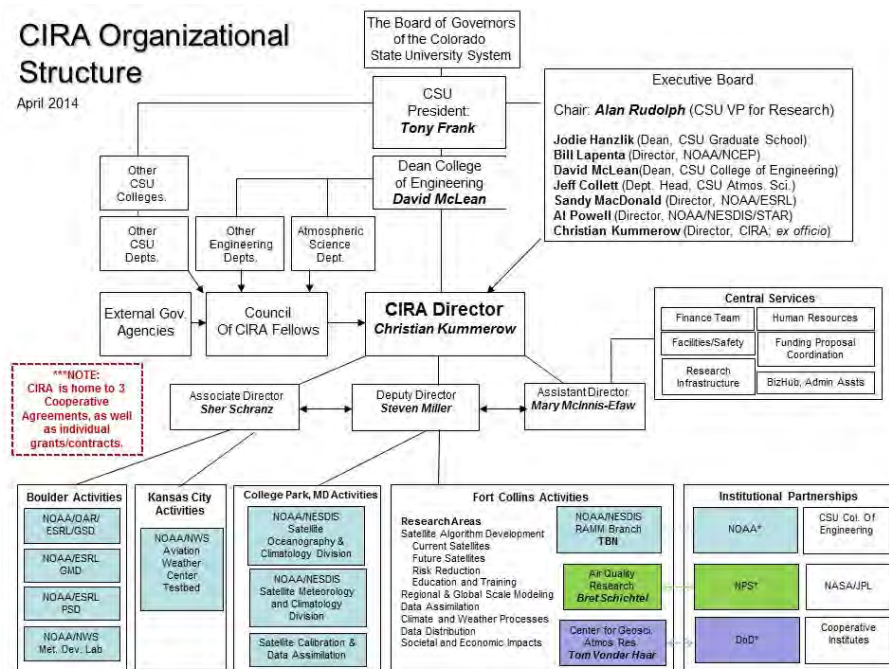 CIRA Organizational
Structure
April 2014
The Board of Governors
of the Colorado
State University System
CSU
President:
Tony Frank
Dean College
of Engineering
David McLean
Executive Board
Chair: Alan Rudolph (CSU VP for Research)
Jodie Hanzlik (Dean, CSU Graduate School)
Bill Lapenta (Director, NOAA/NCEP)
David McLean(Dean, CSU College of Engineering)
Jeff Collett (Dept. Head, CSU Atmos. Sci.)
Sandy MacDonald (Director, NOAA/ESRL)
Al Powell (Director, NOAA/NESDIS/STAR)
Christian Kummerow (Director, CIRA; ex officio)
Other
CSU
Colleges.
Other
CSU
Depts.
Other
Engineering
Depts.
Atmospheric
Science
Dept.
External Gov.
Agencies
Council
Of CIRA Fellows
CIRA Director
Christian Kummerow
Central Services
Finance Team
Human Resources
Facilities/Safety
Funding Proposal
Coordination
Research
Infrastructure
BizHub, Admin Assts
***NOTE:
CIRA is home to 3
Cooperative
Agreements, as well
as individual
grants/contracts.
Associate Director
Sher Schranz
Deputy Director
Steven Miller
Assistant Director
Mary McInnis-Efaw
Boulder Activities
NOAA/OAR/
ESRL/GSD
NOAA/ESRL
GMD
NOAA/ESRL
PSD
NOAA/NWS
Met. Dev. Lab
Kansas City
Activities
NOAA/NWS
Aviation
Weather
Center
Testbed
College Park, MD Activities
NOAA/NESDIS
Satellite
Oceanography &
Climatology Division
NOAA/NESDIS
Satellite Meteorology
and Climatology
Division
Satellite Calibration &
Data Assimilation
Fort Collins Activities
Research Areas
Satellite Algorithm Development
Current Satellites
Future Satellites
Risk Reduction
Education and Training
Regional & Global Scale Modeling
Data Assimilation
Climate and Weather Processes
Data Distribution
Societal and Economic Impacts
NOAA/NESDIS
RAMM Branch
TBN
Air Quality
Research
Bret Schichtel
Center for Geosci.
Atmos Res.
Tom Vonder Haar
Institutional Partnerships
NOAA*
CSU Col. Of
Engineering
NPS*
NASA/JPL
DoD*
Cooperative
Institutes